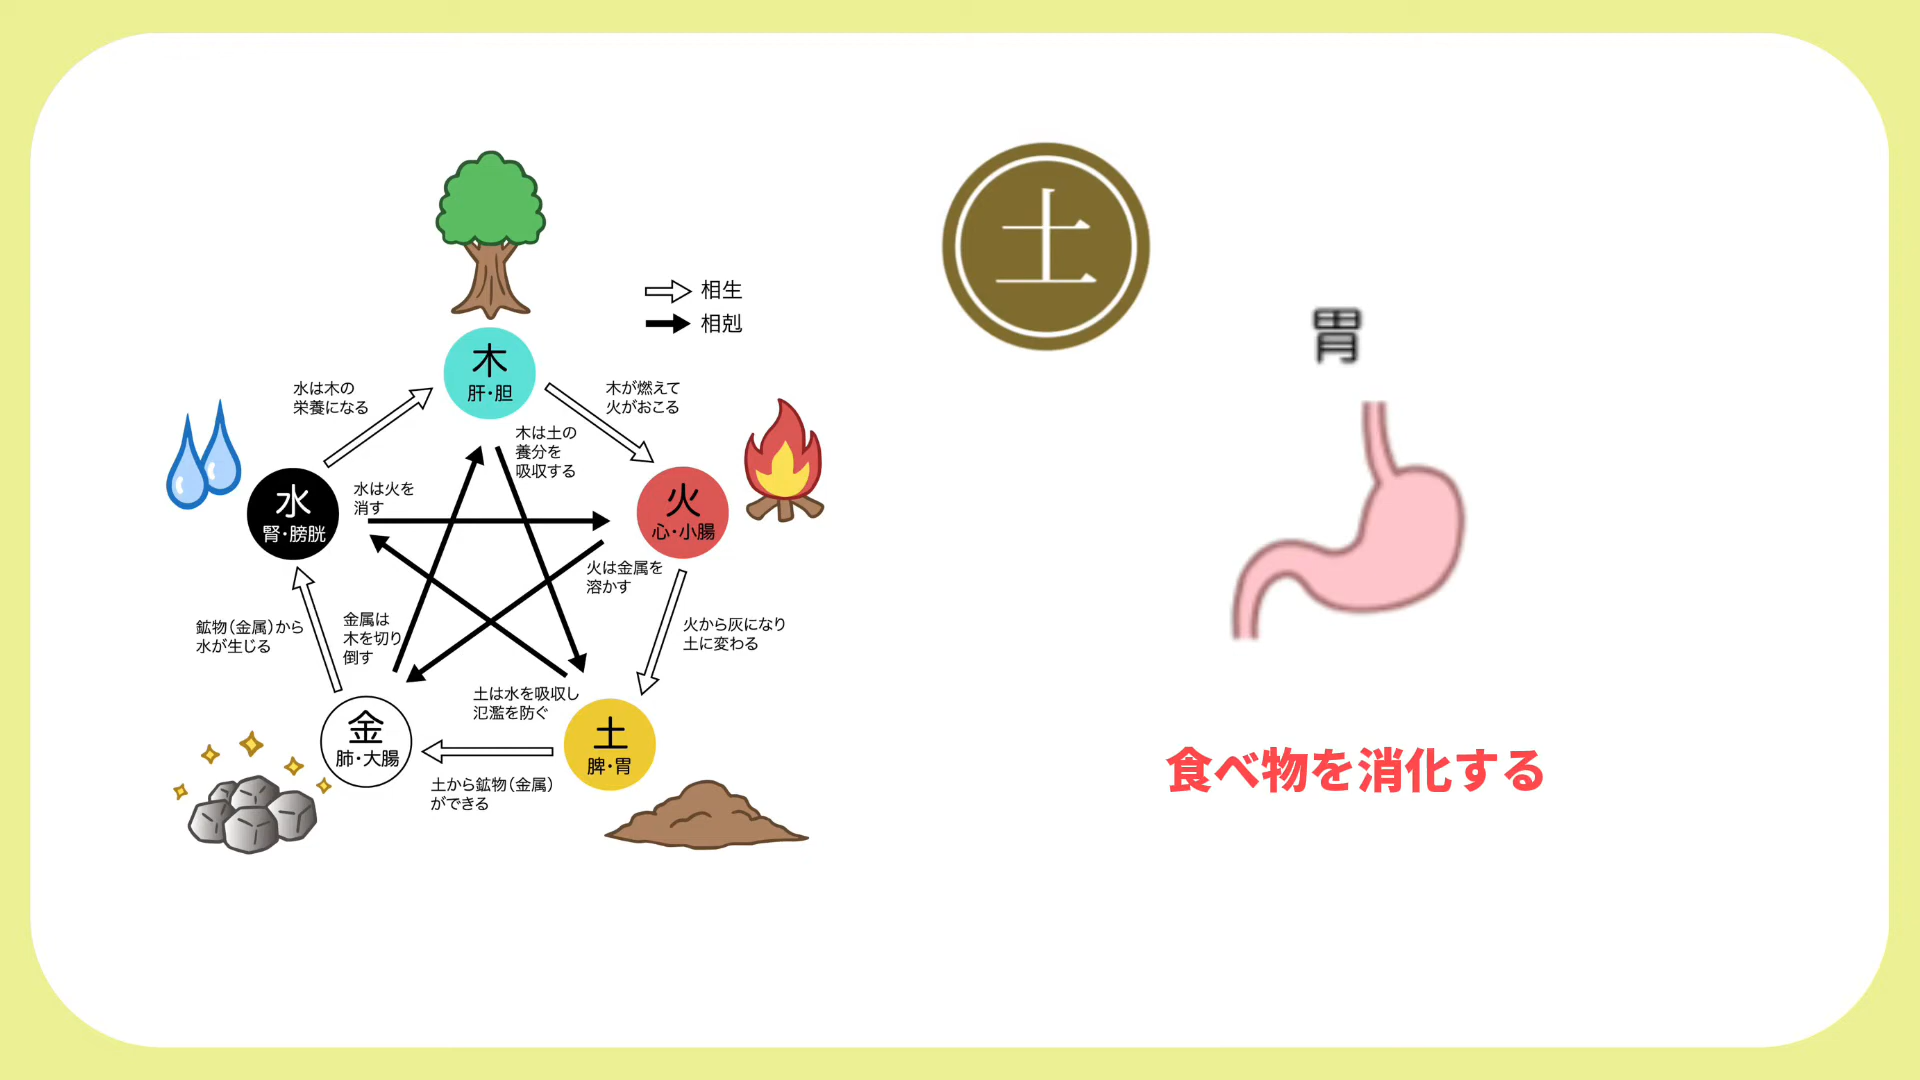 相生
相剋
木
肝・胆
水は木の
栄養になる
木が燃えて
火がおこる
木は土の
養分を
吸収する
水
腎・膀胱
水は火を
消す
火
心・小腸
火は金属を
溶かす
鉱物(金属)から
水が生じる
金属は
木を切り
倒す
火から灰になり
土に変わる
土は水を吸収し
氾濫を防ぐ
金
肺・大腸
土
脾・胃
土から鉱物(金属)
ができる
土
胃
食べ物を消化する